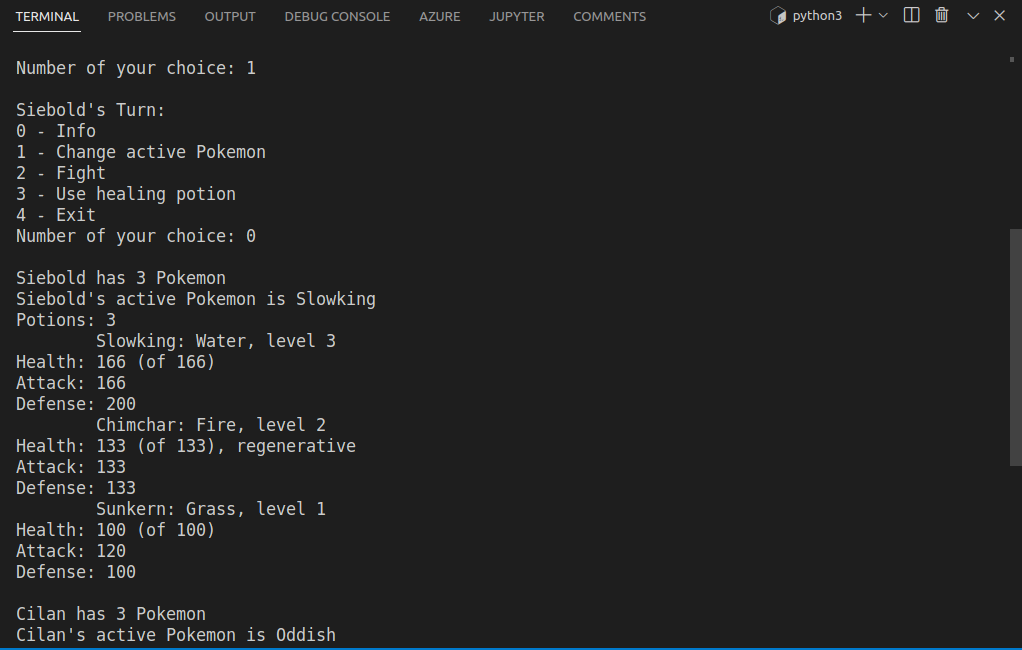 TERMINAL PROBLEMS OUTPUT DEBUG CONSOLE AZURE JUPYTER COMMENTS python3
Number of your choice: 1
Siebold's Turn:
0 - Info
1 - Change active Pokemon
2 - Fight
3 - Use healing potion
4 - Exit
Number of your choice: 0
Siebold has 3 Pokemon
Siebold's active Pokemon is Slowking
Potions: 3
Slowking: Water, level 3
Health: 166 (of 166)
Attack: 166
Defense: 200
Chimchar: Fire, level 2
Health: 133 (of 133), regenerative
Attack: 133
Defense: 133
Sunkern: Grass, level 1
Health: 100 (of 100)
Attack: 120
Defense: 100
Cilan has 3 Pokemon
Cilan's active Pokemon is Oddish